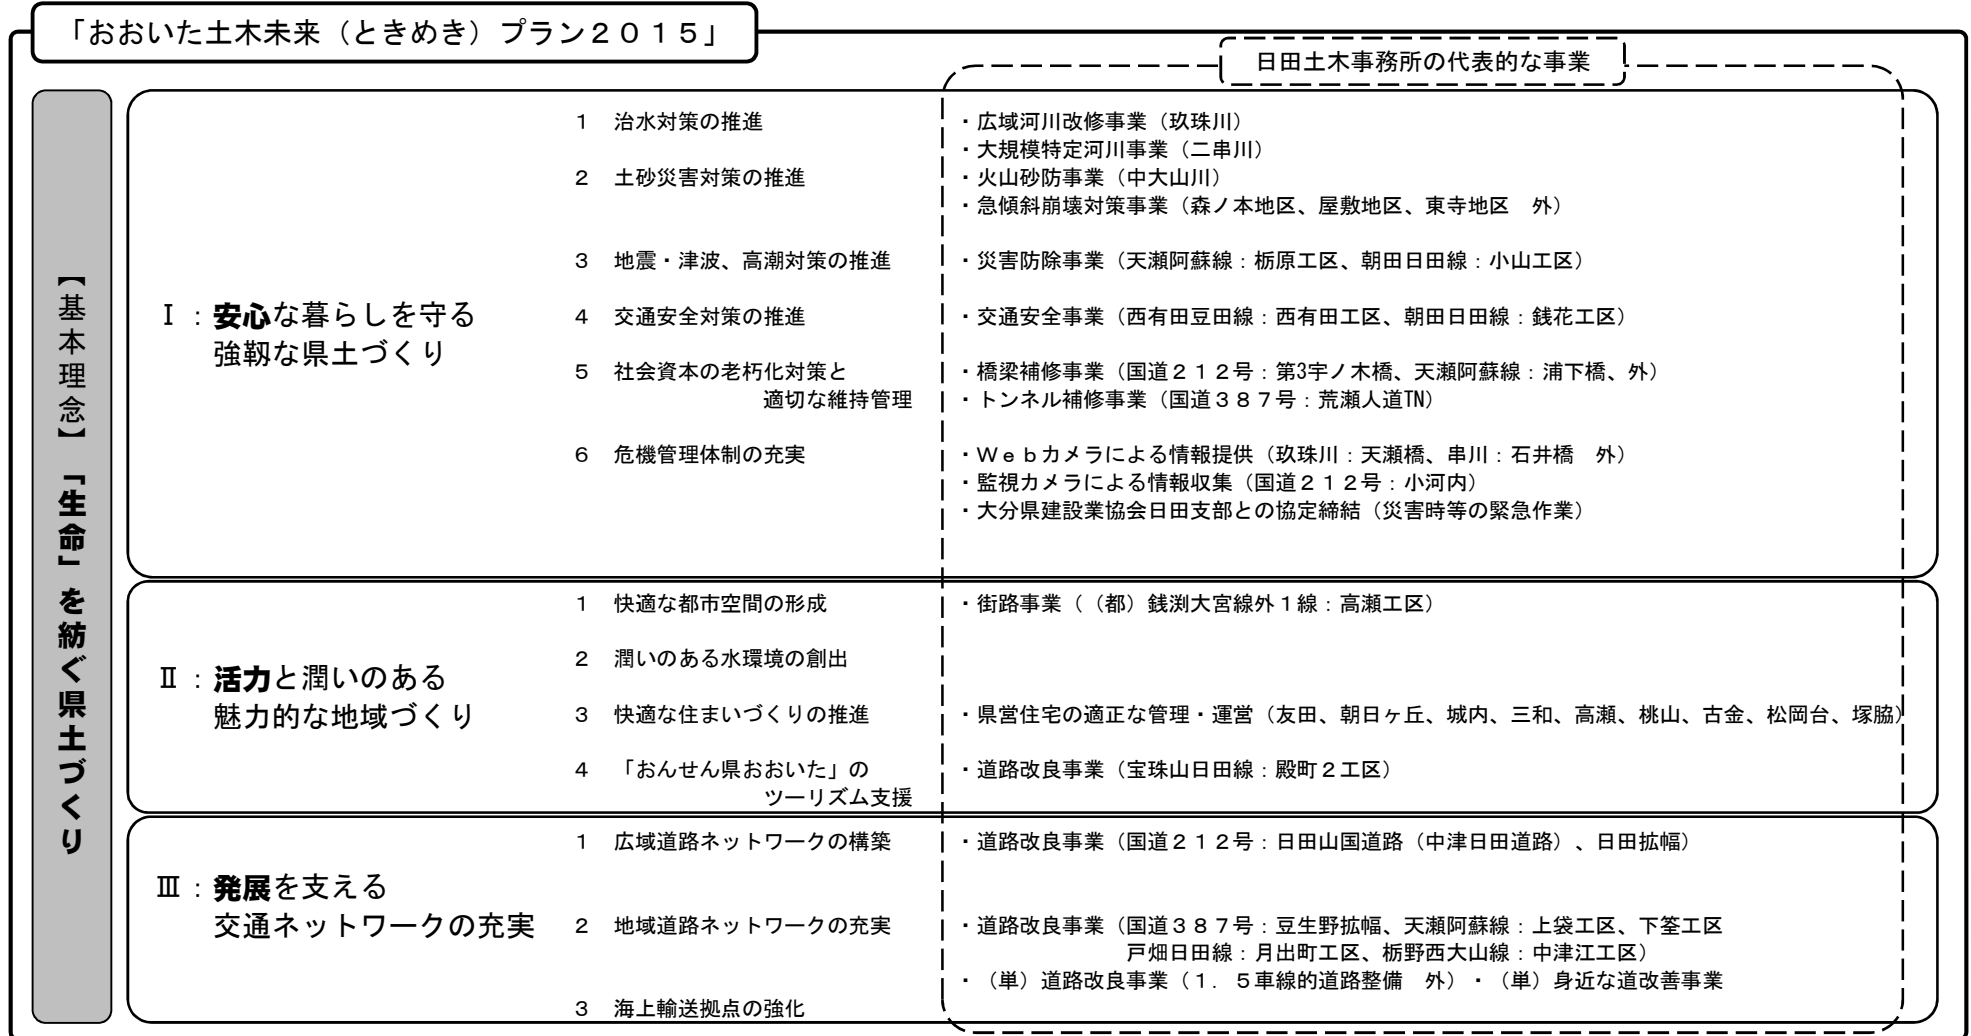 「おおいた土木未来（ときめき）プラン２０１５」
日田土木事務所の代表的な事業
【基本理念】「生命」を紡ぐ県土づくり
Ⅰ：安心な暮らしを守る
強靱な県土づくり
1 治水対策の推進
・広域河川改修事業（玖珠川）
・大規模特定河川事業（二串川）
2 土砂災害対策の推進
・火山砂防事業（中大山川）
・急傾斜崩壊対策事業（森ノ本地区、屋敷地区、東寺地区　外）
3 地震・津波、高潮対策の推進
・災害防除事業（天瀬阿蘇線：栃原工区、朝田日田線：小山工区）
4 交通安全対策の推進
・交通安全事業（西有田豆田線：西有田工区、朝田日田線：銭花工区）
5 社会資本の老朽化対策と
適切な維持管理
・橋梁補修事業（国道２１２号：第3宇ノ木橋、天瀬阿蘇線：浦下橋、外）
・トンネル補修事業（国道３８７号：荒瀬人道TN）
6 危機管理体制の充実
・Ｗｅｂカメラによる情報提供（玖珠川：天瀬橋、串川：石井橋　外）
・監視カメラによる情報収集（国道２１２号：小河内）
・大分県建設業協会日田支部との協定締結（災害時等の緊急作業）
Ⅱ：活力と潤いのある
魅力的な地域づくり
1 快適な都市空間の形成
・街路事業（（都）銭渕大宮線外１線：高瀬工区）
2 潤いのある水環境の創出
3 快適な住まいづくりの推進
・県営住宅の適正な管理・運営（友田、朝日ヶ丘、城内、三和、高瀬、桃山、古金、松岡台、塚脇）
4 「おんせん県おおいた」の
ツーリズム支援
・道路改良事業（宝珠山日田線：殿町２工区）
Ⅲ：発展を支える
交通ネットワークの充実
1 広域道路ネットワークの構築
・道路改良事業（国道２１２号：日田山国道路（中津日田道路）、日田拡幅）
2 地域道路ネットワークの充実
・道路改良事業（国道３８７号：豆生野拡幅、天瀬阿蘇線：上袋工区、下筌工区
戸畑日田線：月出町工区、栃野西大山線：中津江工区）
・（単）道路改良事業（１．５車線的道路整備　外）・（単）身近な道改善事業
3 海上輸送拠点の強化